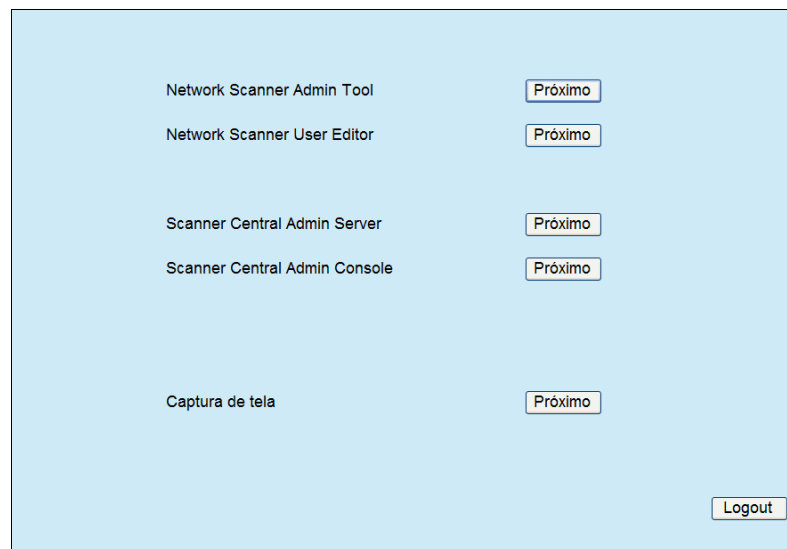 Network Scanner Admin Tool Próximo
Network Scanner User Editor Próximo
Scanner Central Admin Server Próximo
Scanner Central Admin Console Próximo
Captura de tela Próximo
Logout